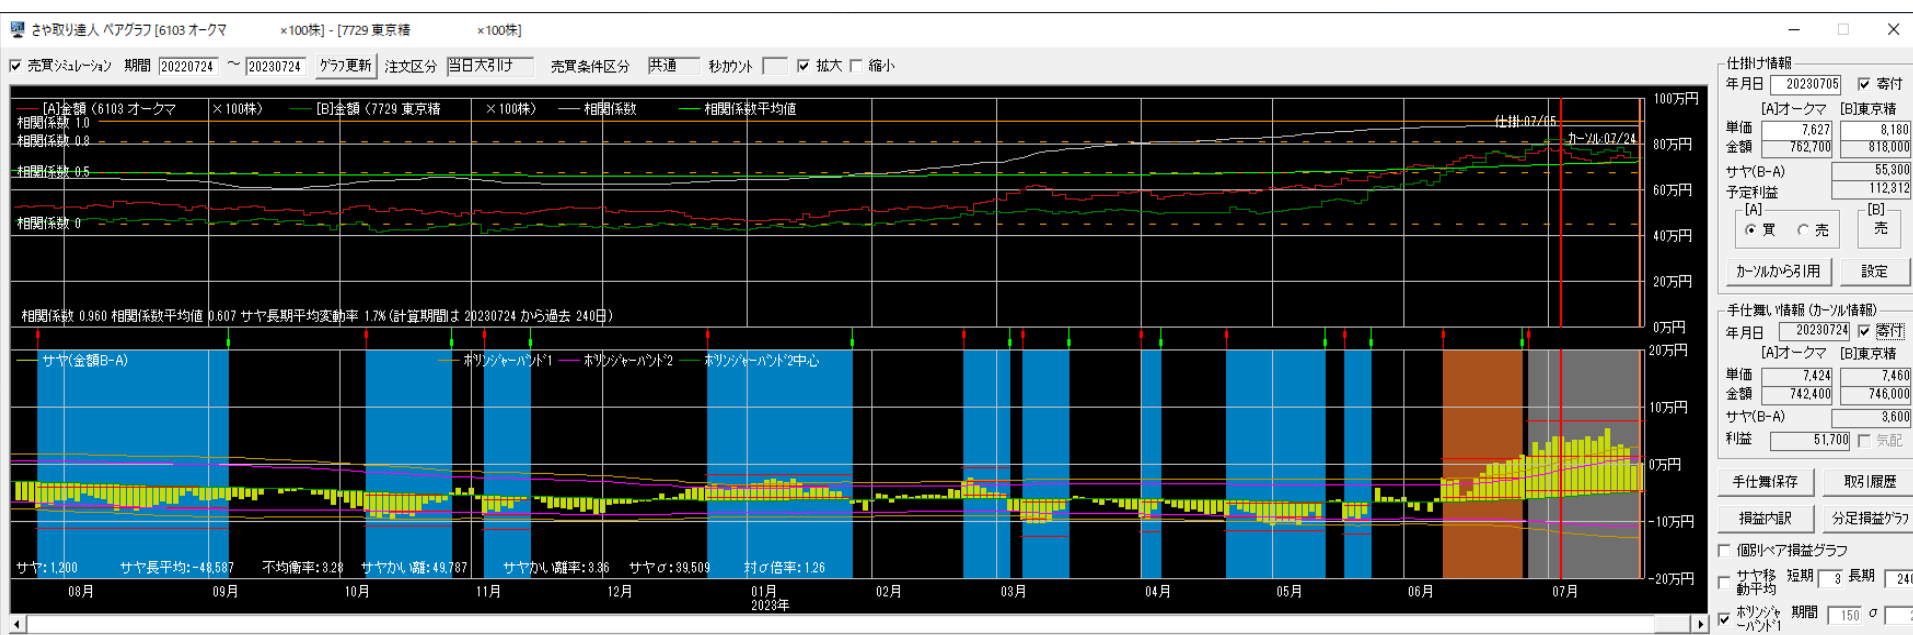 さや取り達人 ペアグラフ [6103 オークマ ×100株] - [7729 東京精 ×100株]
売買シミュレーション 期間 20220724 ～ 20230724 グラフ更新 注文区分 当日大引け 売買条件区分 共通 秒カウント 拡大 縮小
[A]金額 (6103 オークマ ×100株) [B]金額 (7729 東京精 ×100株) 相関係数 相関係数平均値
相関係数 1.0
相関係数 0.8
相関係数 0.5
相関係数 0
仕掛:07/05
カーソル:07/24
100万円
80万円
60万円
40万円
20万円
0万円
相関係数 0.960 相関係数平均値 0.607 サヤ長期平均変動率 1.7% (計算期間は 20230724 から過去 240日)
サヤ(金額B-A) ボリンジャーバンド1 ボリンジャーバンド2 ボリンジャーバンド2中心
20万円
10万円
0万円
-10万円
-20万円
サヤ:1,200 サヤ長平均:-48,587 不均衡率:3.28 サヤかい離:49,787 サヤかい離率:3.36 サヤσ:39,509 対σ倍率:1.26
08月 09月 10月 11月 12月 01月 02月 03月 04月 05月 06月 07月
2023年
仕掛け情報
年月日 20230705 寄付
[A]オークマ [B]東京精
単価 7,627 8,180
金額 762,700 818,000
サヤ(B-A) 55,300
予定利益 112,312
[A] [B]
買 売 売
カーソルから引用 設定
手仕舞い情報 (カーソル情報)
年月日 20230724 寄付
[A]オークマ [B]東京精
単価 7,424 7,460
金額 742,400 746,000
サヤ(B-A) 3,600
利益 51,700 気配
手仕舞保存 取引履歴
損益内訳 分足損益グラフ
個別ペア損益グラフ
サヤ移動平均 短期 3 長期 240
ボリンジャーバンド1 期間 150 σ 2